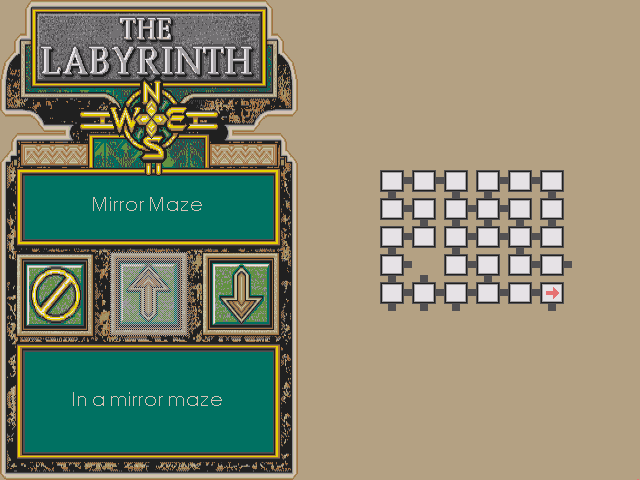 THE
LABYRINTH
N
W E
S
Mirror Maze
In a mirror maze